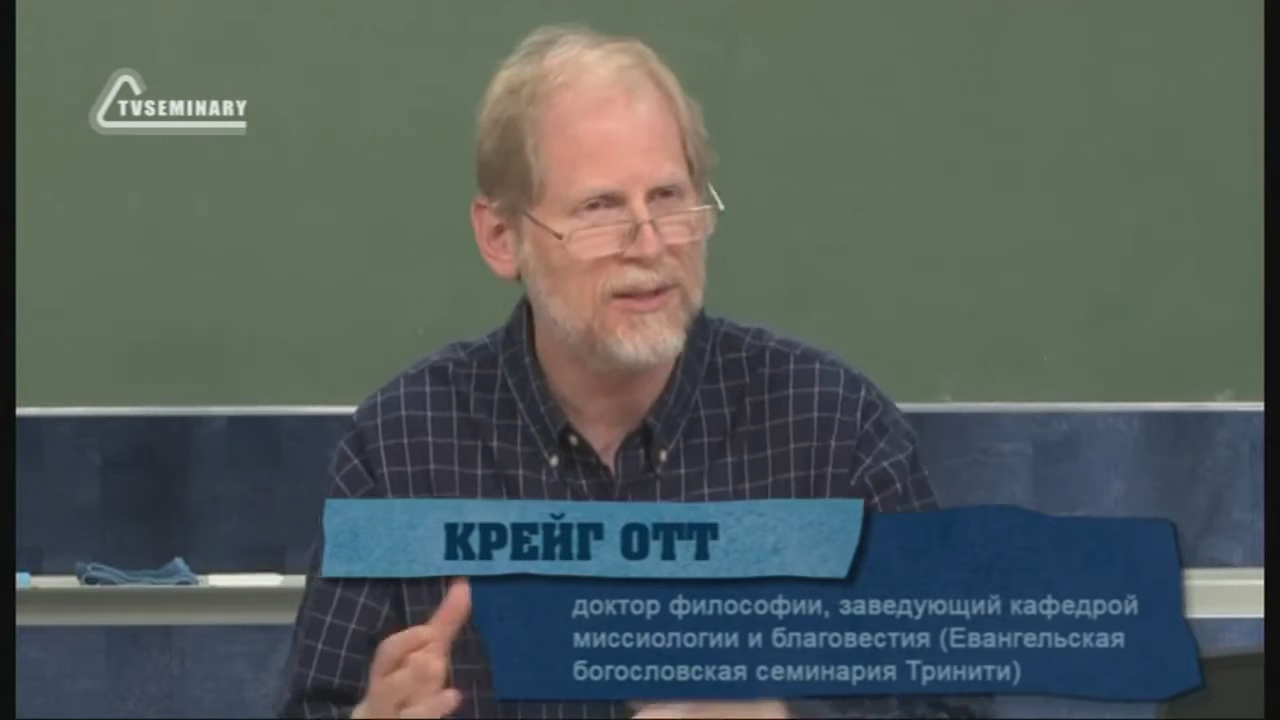 TVSEMINARY
КРЕЙГ ОТТ
доктор философии, заведующий кафедрой
миссиологии и благовестия (Евангельская
богословская семинария Тринити)